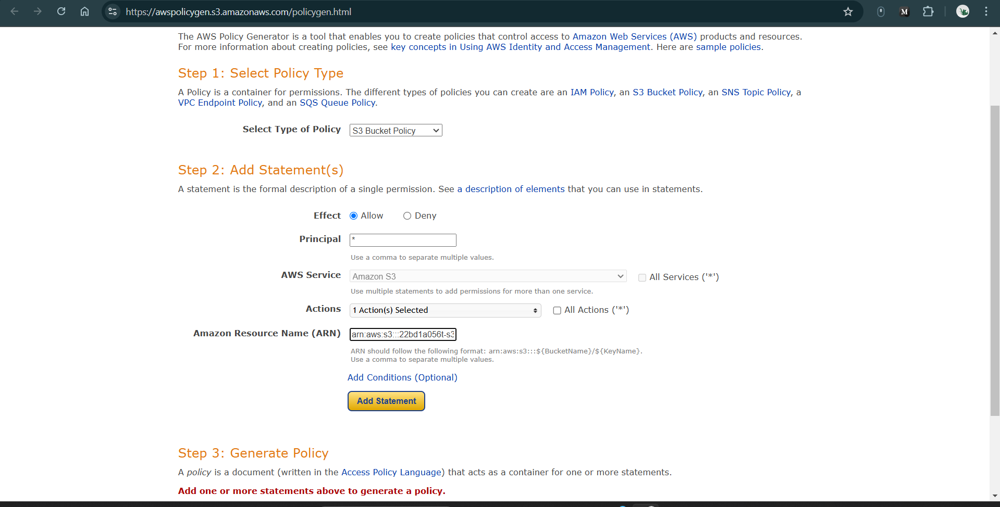 https://awspolicygen.s3.amazonaws.com/policygen.html
M
The AWS Policy Generator is a tool that enables you to create policies that control access to Amazon Web Services (AWS) products and resources.
For more information about creating policies, see key concepts in Using AWS Identity and Access Management. Here are sample policies.
Step 1: Select Policy Type
A Policy is a container for permissions. The different types of policies you can create are an IAM Policy, an S3 Bucket Policy, an SNS Topic Policy, a
VPC Endpoint Policy, and an SQS Queue Policy.
Select Type of Policy S3 Bucket Policy
Step 2: Add Statement(s)
A statement is the formal description of a single permission. See a description of elements that you can use in statements.
Effect Allow Deny
Principal *
Use a comma to separate multiple values.
AWS Service Amazon S3 All Services ('*')
Use multiple statements to add permissions for more than one service.
Actions 1 Action(s) Selected All Actions ('*')
Amazon Resource Name (ARN) arn:aws:s3:::22bd1a056t-s3
ARN should follow the following format: arn:aws:s3:::${BucketName}/${KeyName}.
Use a comma to separate multiple values.
Add Conditions (Optional)
Add Statement
Step 3: Generate Policy
A policy is a document (written in the Access Policy Language) that acts as a container for one or more statements.
Add one or more statements above to generate a policy.